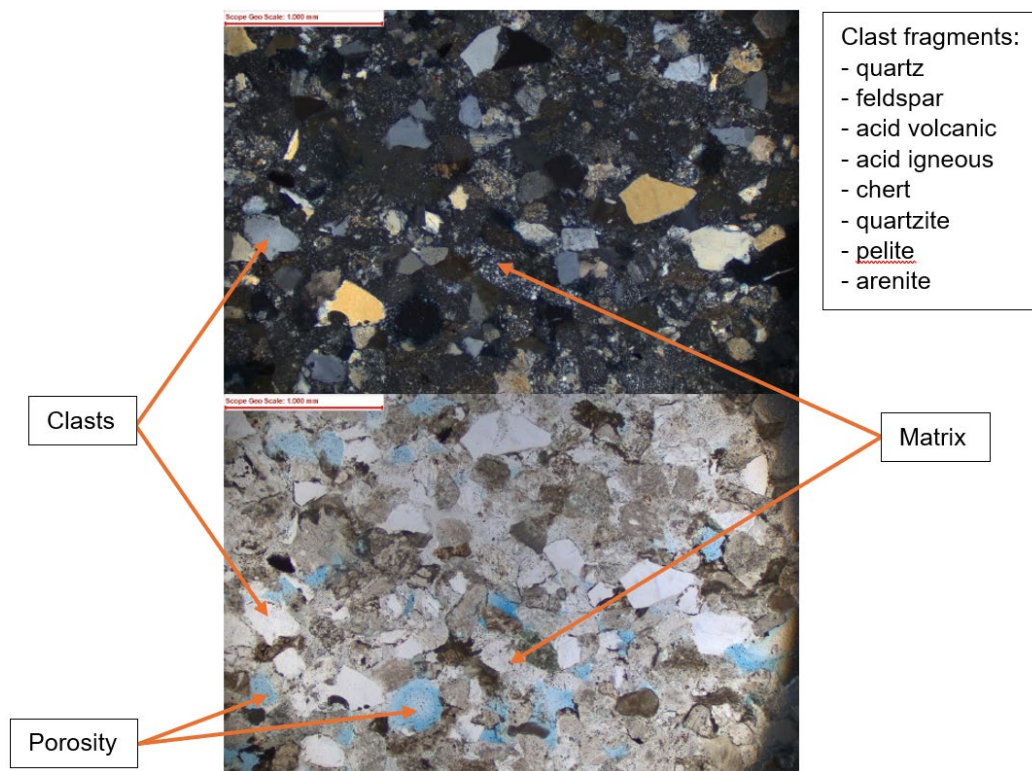 Scope Geo Scale: 1.000 mm
Clast fragments:
- quartz
- feldspar
- acid volcanic
- acid igneous
- chert
- quartzite
- pelite
- arenite
Clasts
Scope Geo Scale: 1.000 mm
Matrix
Porosity